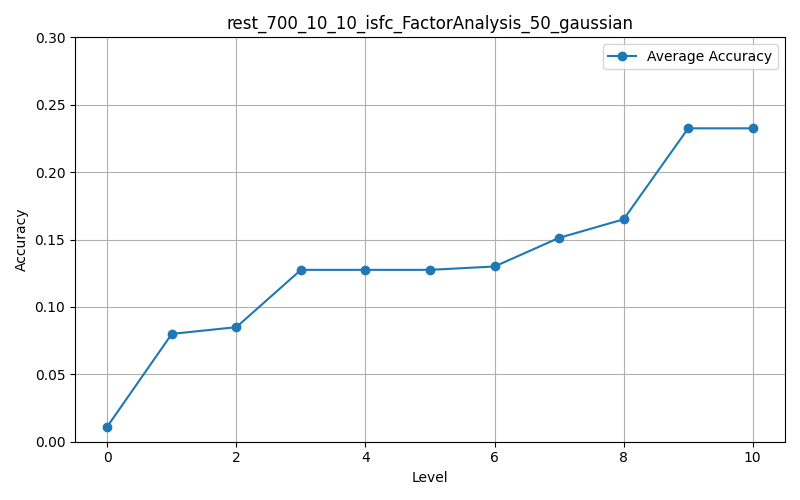 rest_700_10_10_isfc_FactorAnalysis_50_gaussian
Average Accuracy
0.30
0.25
0.20
0.15
0.10
0.05
0.00
Accuracy
0 2 4 6 8 10
Level